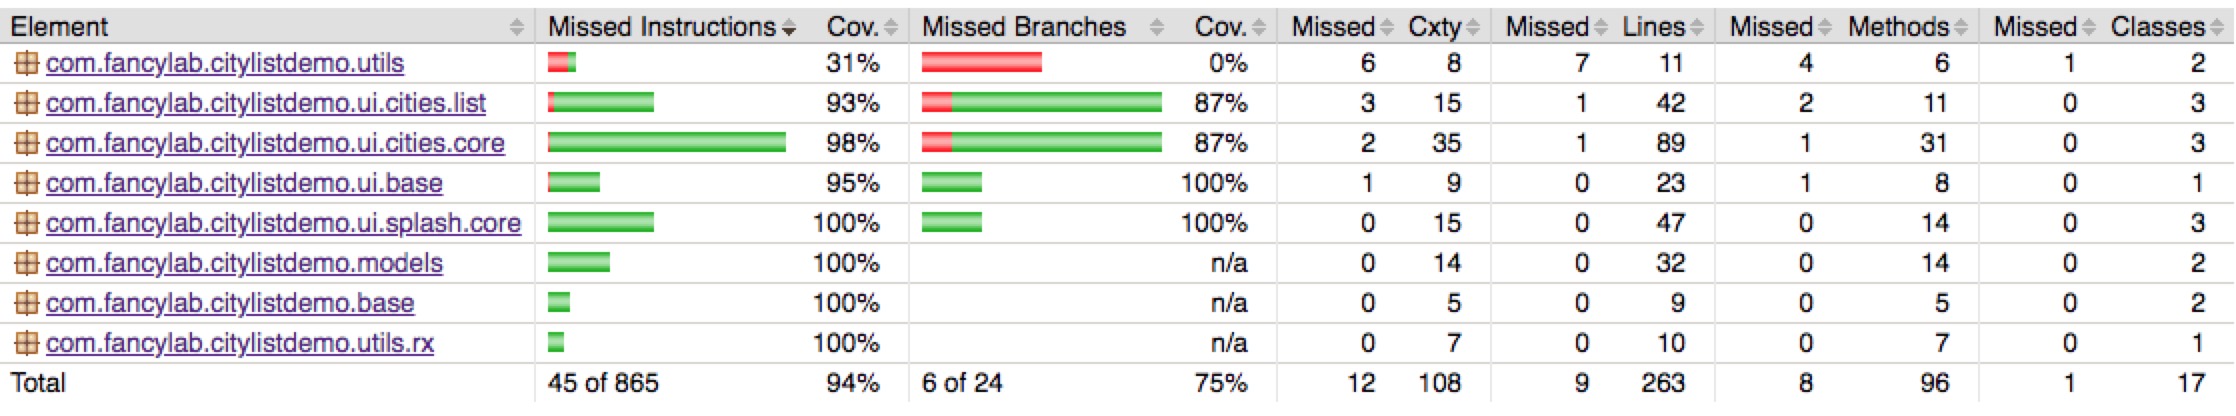 Element Missed Instructions Cov. Missed Branches Cov. Missed Cxty Missed Lines Missed Methods Missed Classes
com.fancylab.citylistdemo.utils 31% 0% 6 8 7 11 4 6 1 2
com.fancylab.citylistdemo.ui.cities.list 93% 87% 3 15 1 42 2 11 0 3
com.fancylab.citylistdemo.ui.cities.core 98% 87% 2 35 1 89 1 31 0 3
com.fancylab.citylistdemo.ui.base 95% 100% 1 9 0 23 1 8 0 1
com.fancylab.citylistdemo.ui.splash.core 100% 100% 0 15 0 47 0 14 0 3
com.fancylab.citylistdemo.models 100% n/a 0 14 0 32 0 14 0 2
com.fancylab.citylistdemo.base 100% n/a 0 5 0 9 0 5 0 2
com.fancylab.citylistdemo.utils.rx 100% n/a 0 7 0 10 0 7 0 1
Total 45 of 865 94% 6 of 24 75% 12 108 9 263 8 96 1 17